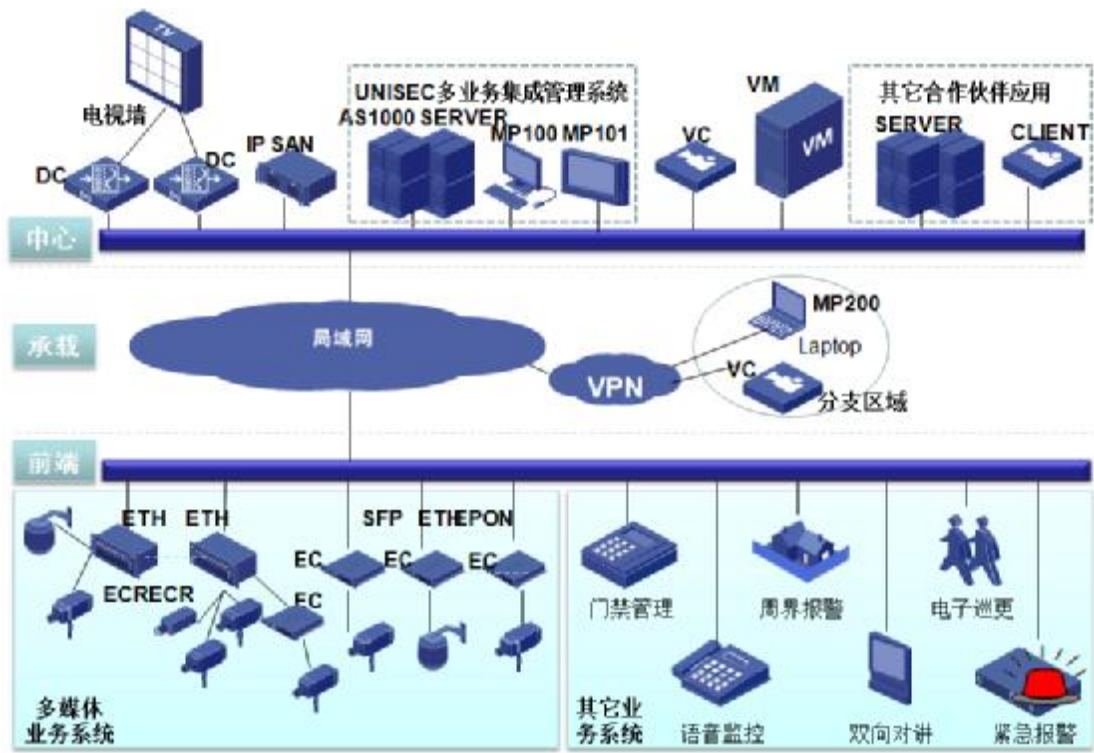 TV
电视墙
DC
DC
IP SAN
UNISEC多业务集成管理系统
AS1000 SERVER
MP100 MP101
VC
VM
VM
其它合作伙伴应用
SERVER
CLIENT
中心
承载
局域网
VPN
MP200
Laptop
VC
分支区域
前端
ETH
ETH
SFP
ETH
EPON
EC
EC
EC
ECR
ECR
EC
多媒体
业务系统
门禁管理
周界报警
电子巡更
其它业
务系统
语音监控
双向对讲
紧急报警